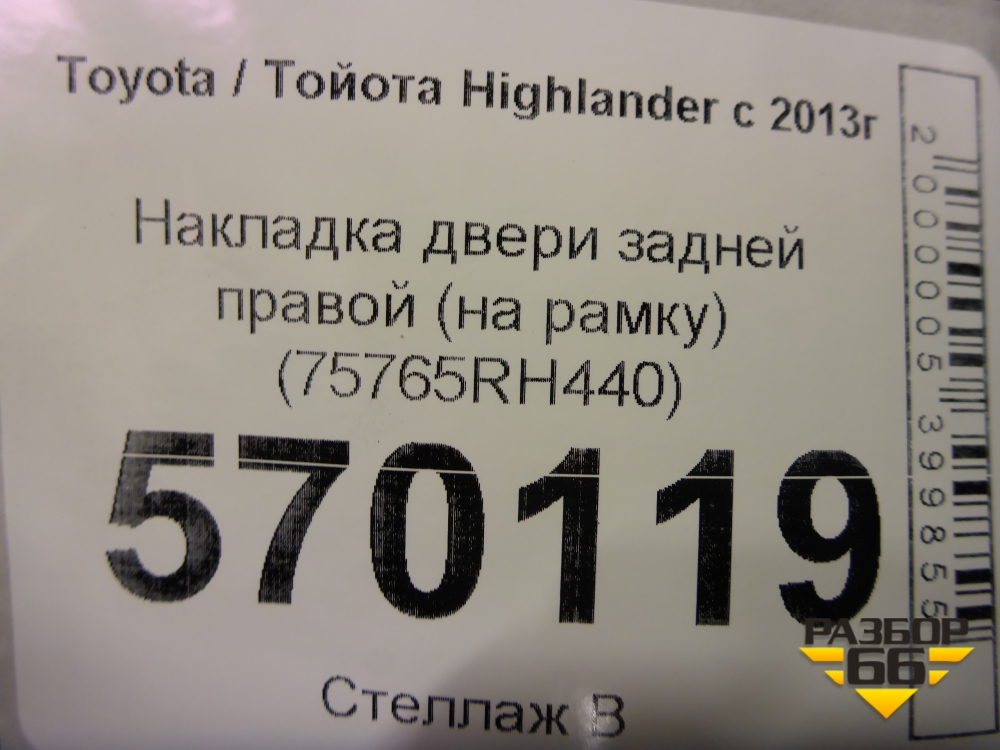 Toyota / Тойота Highlander с 2013г
Накладка двери задней
правой (на рамку)
(75765RH440)
570119
Стеллаж В
2000005399855
РАЗБОР
66